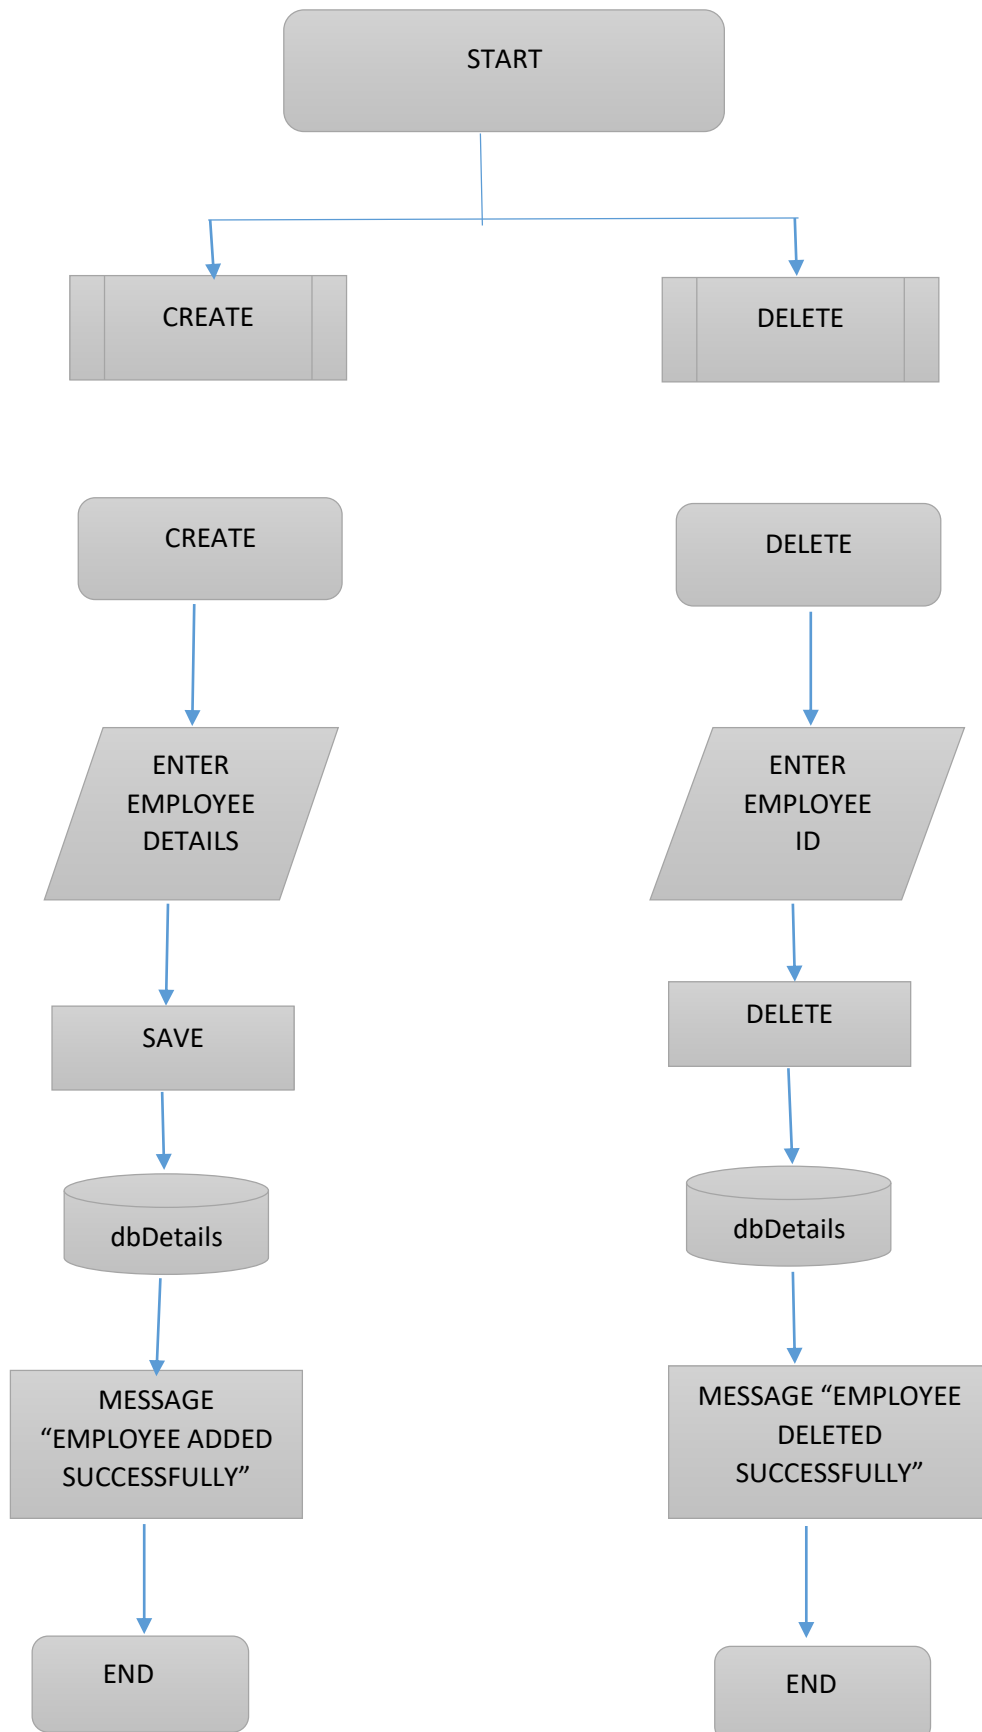 START
CREATE
DELETE
CREATE
DELETE
ENTER
EMPLOYEE
DETAILS
ENTER
EMPLOYEE
ID
SAVE
DELETE
dbDetails
dbDetails
MESSAGE
“EMPLOYEE ADDED
SUCCESSFULLY”
MESSAGE “EMPLOYEE
DELETED
SUCCESSFULLY”
END
END